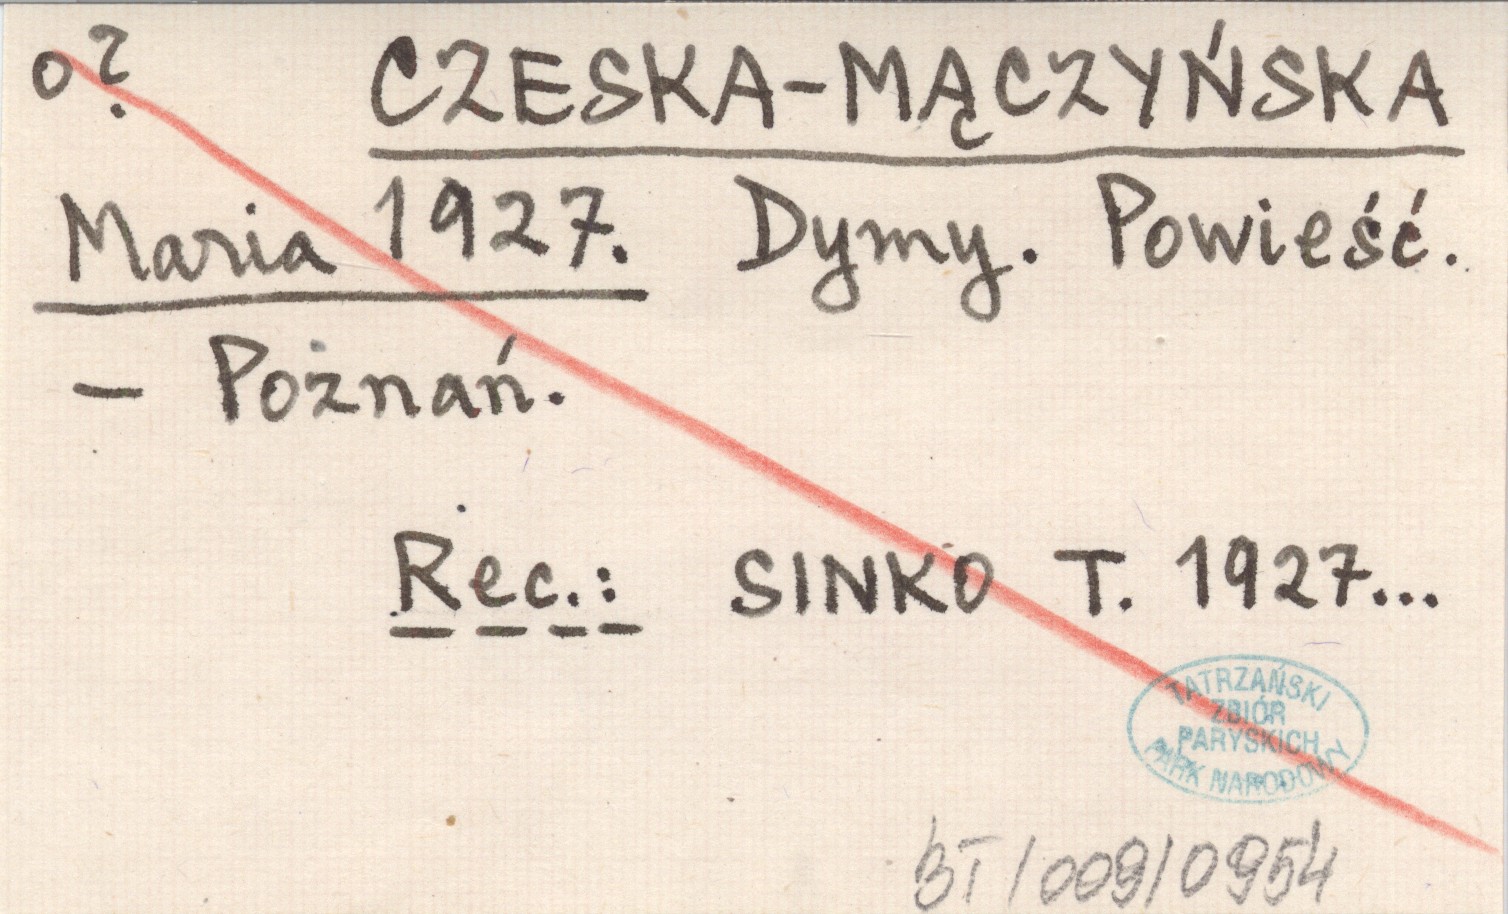 o? CZESKA-MĄCZYŃSKA
Maria 1927. Dymy. Powieść.
– Poznań.
Rec.: SINKO T. 1927...
TATRZAŃSKI
ZBIÓR
PARYSKICH
PARK NARODOWY
BT/009/0954